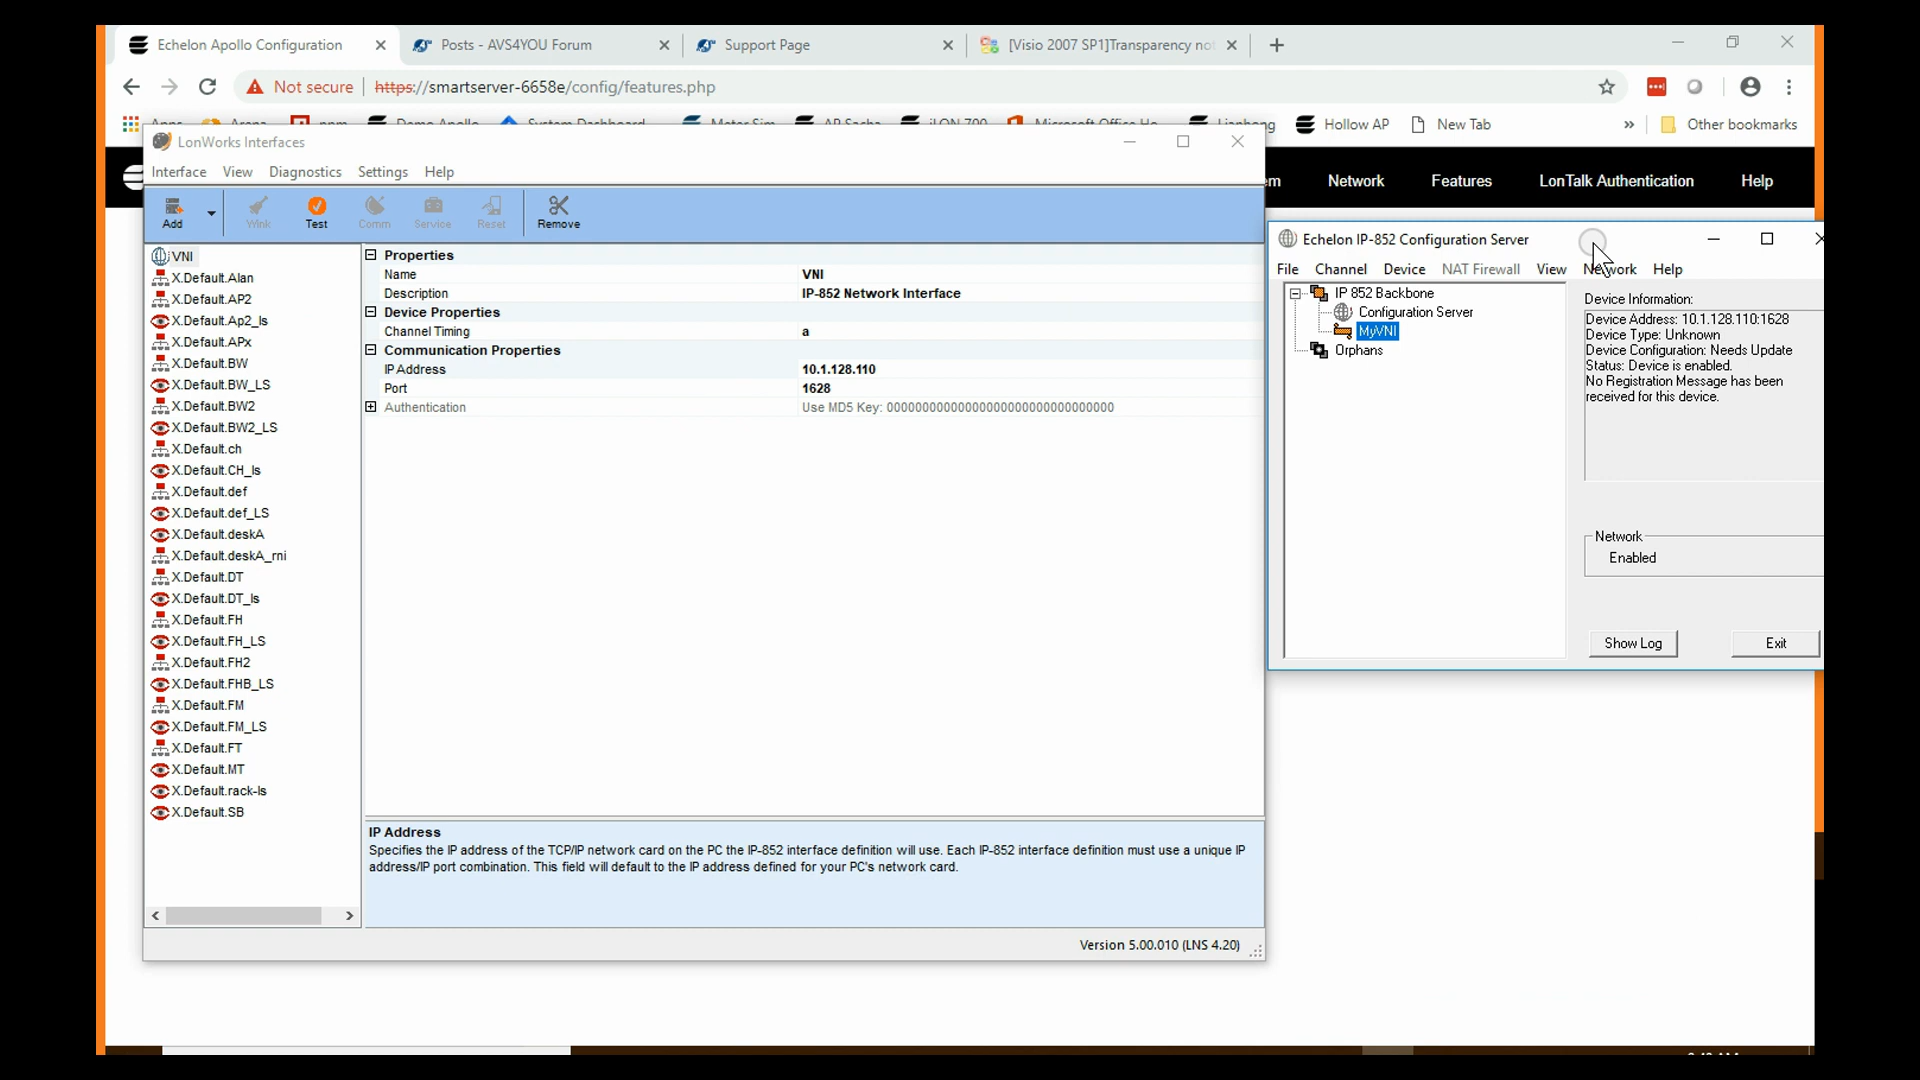 Echelon Apollo Configuration
Posts - AVS4YOU Forum
Support Page
[Visio 2007 SP1]Transparency not
Not secure
https://smartserver-6658e/config/features.php
Hollow AP
New Tab
»
Other bookmarks
LonWorks Interfaces
Interface View Diagnostics Settings Help
Network
Features
LonTalk Authentication
Help
Add
Wink
Test
Comm
Service
Reset
Remove
VNI
X.Default.Alan
X.Default.AP2
X.Default.Ap2_ls
X.Default.APx
X.Default.BW
X.Default.BW_LS
X.Default.BW2
X.Default.BW2_LS
X.Default.ch
X.Default.CH_ls
X.Default.def
X.Default.def_LS
X.Default.deskA
X.Default.deskA_rni
X.Default.DT
X.Default.DT_ls
X.Default.FH
X.Default.FH_LS
X.Default.FH2
X.Default.FHB_LS
X.Default.FM
X.Default.FM_LS
X.Default.FT
X.Default.MT
X.Default.rack-ls
X.Default.SB
Properties
Name VNI
Description IP-852 Network Interface
Device Properties
Channel Timing a
Communication Properties
IP Address 10.1.128.110
Port 1628
Authentication Use MD5 Key: 00000000000000000000000000000000
IP Address
Specifies the IP address of the TCP/IP network card on the PC the IP-852 interface definition will use. Each IP-852 interface definition must use a unique IP
address/IP port combination. This field will default to the IP address defined for your PC's network card.
Version 5.00.010 (LNS 4.20)
Echelon IP-852 Configuration Server
File Channel Device NAT Firewall View Network Help
IP 852 Backbone
Configuration Server
MyVNI
Orphans
Device Information:
Device Address: 10.1.128.110:1628
Device Type: Unknown
Device Configuration: Needs Update
Status: Device is enabled.
No Registration Message has been
received for this device.
Network
Enabled
Show Log
Exit